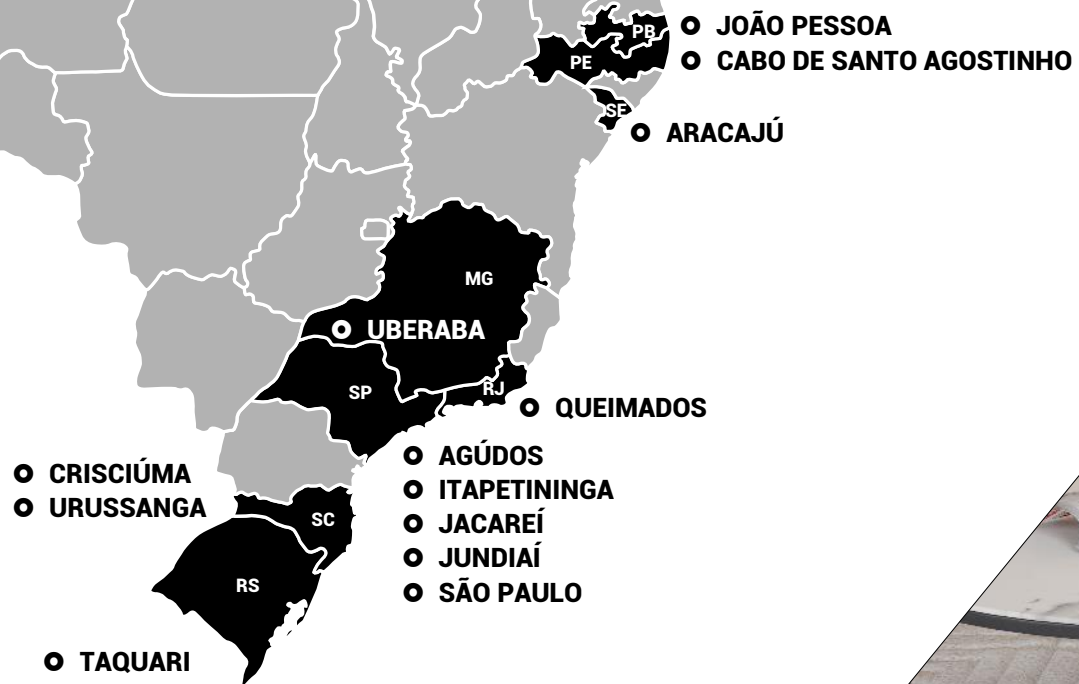 PB
JOÃO PESSOA
PE
CABO DE SANTO AGOSTINHO
SE
ARACAJÚ
MG
UBERABA
SP
RJ
QUEIMADOS
AGÚDOS
ITAPETININGA
JACAREÍ
JUNDIAÍ
SÃO PAULO
CRISCIÚMA
URUSSANGA
SC
RS
TAQUARI